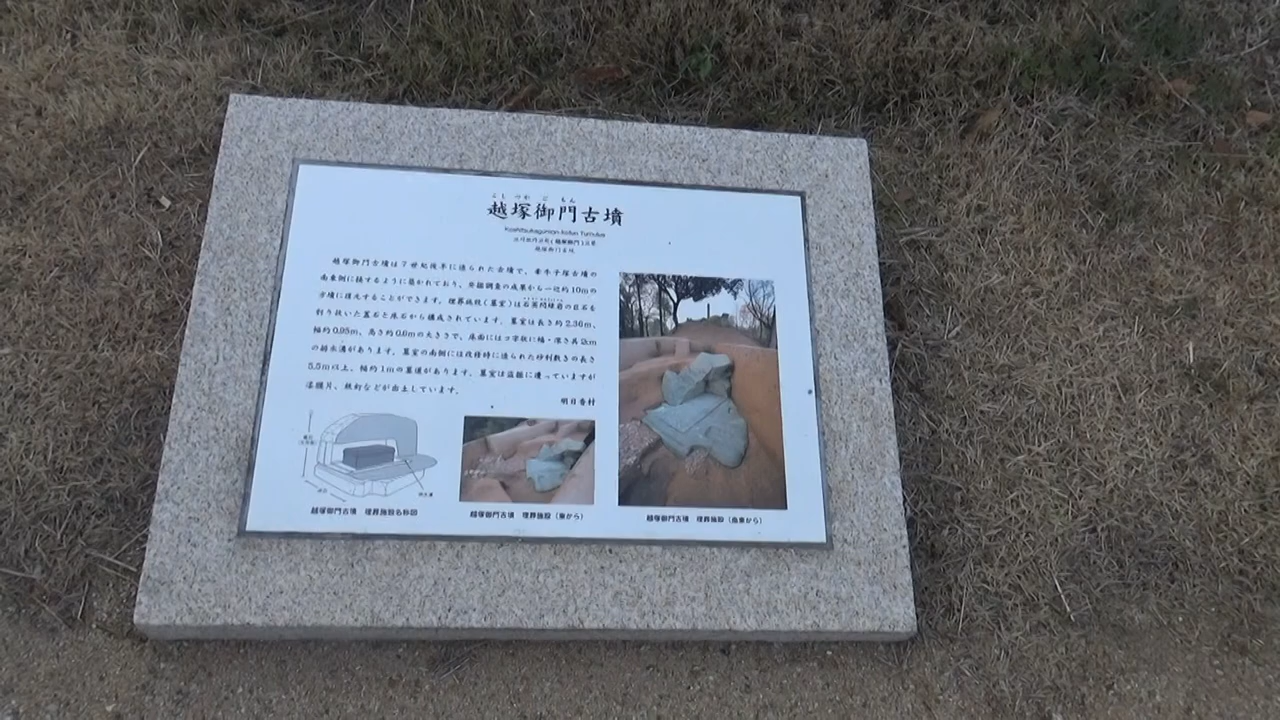 こしつかごもん
越塚御門古墳
Koshitsukagomon-kofun Tumulus
越塚御門古墳は7世紀後半に造られた古墳で、牽牛子塚古墳の
南東側に接するように築かれており、発掘調査の成果から一辺約10mの
方墳に復元することができます。埋葬施設(墓室)は石英閃緑岩の巨石を
刳り抜いた蓋石と床石から構成されています。墓室は長さ約2.36m、
幅約0.95m、高さ約0.6mの大きさで、床面にはコ字状に幅・深さ共2cm
の排水溝があります。墓室の南側には改修時に造られた砂利敷きの長さ
5.5m以上、幅約1mの墓道があります。墓室は盗掘に遭っていますが
漆膜片、鉄釘などが出土しています。
明日香村
排水溝
越塚御門古墳 埋葬施設名称図
越塚御門古墳 埋葬施設(東から)
越塚御門古墳 埋葬施設(南東から)